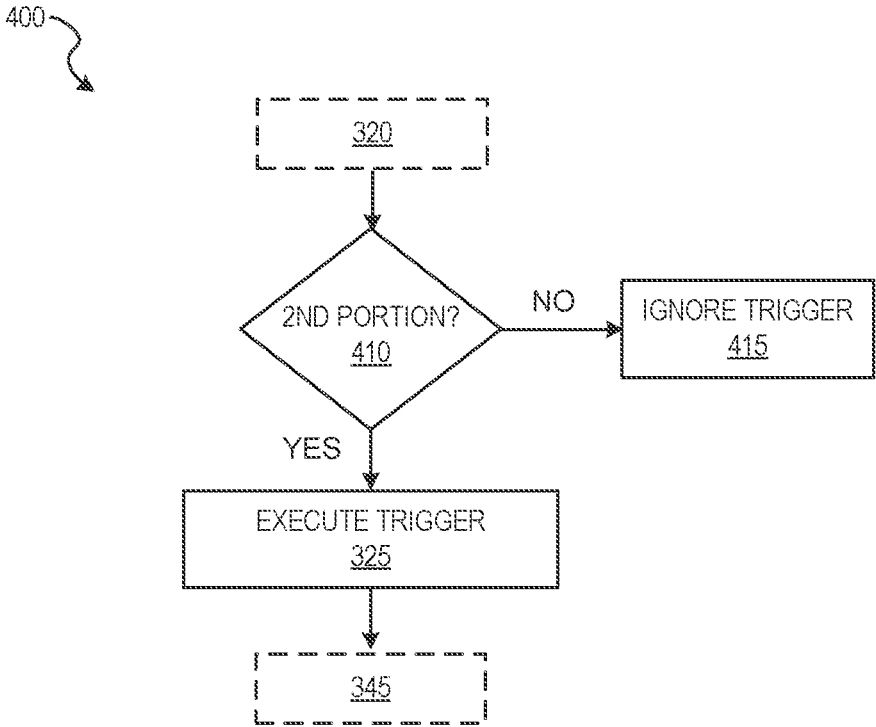 400
320
2ND PORTION?
410
NO
IGNORE TRIGGER
415
YES
EXECUTE TRIGGER
325
345